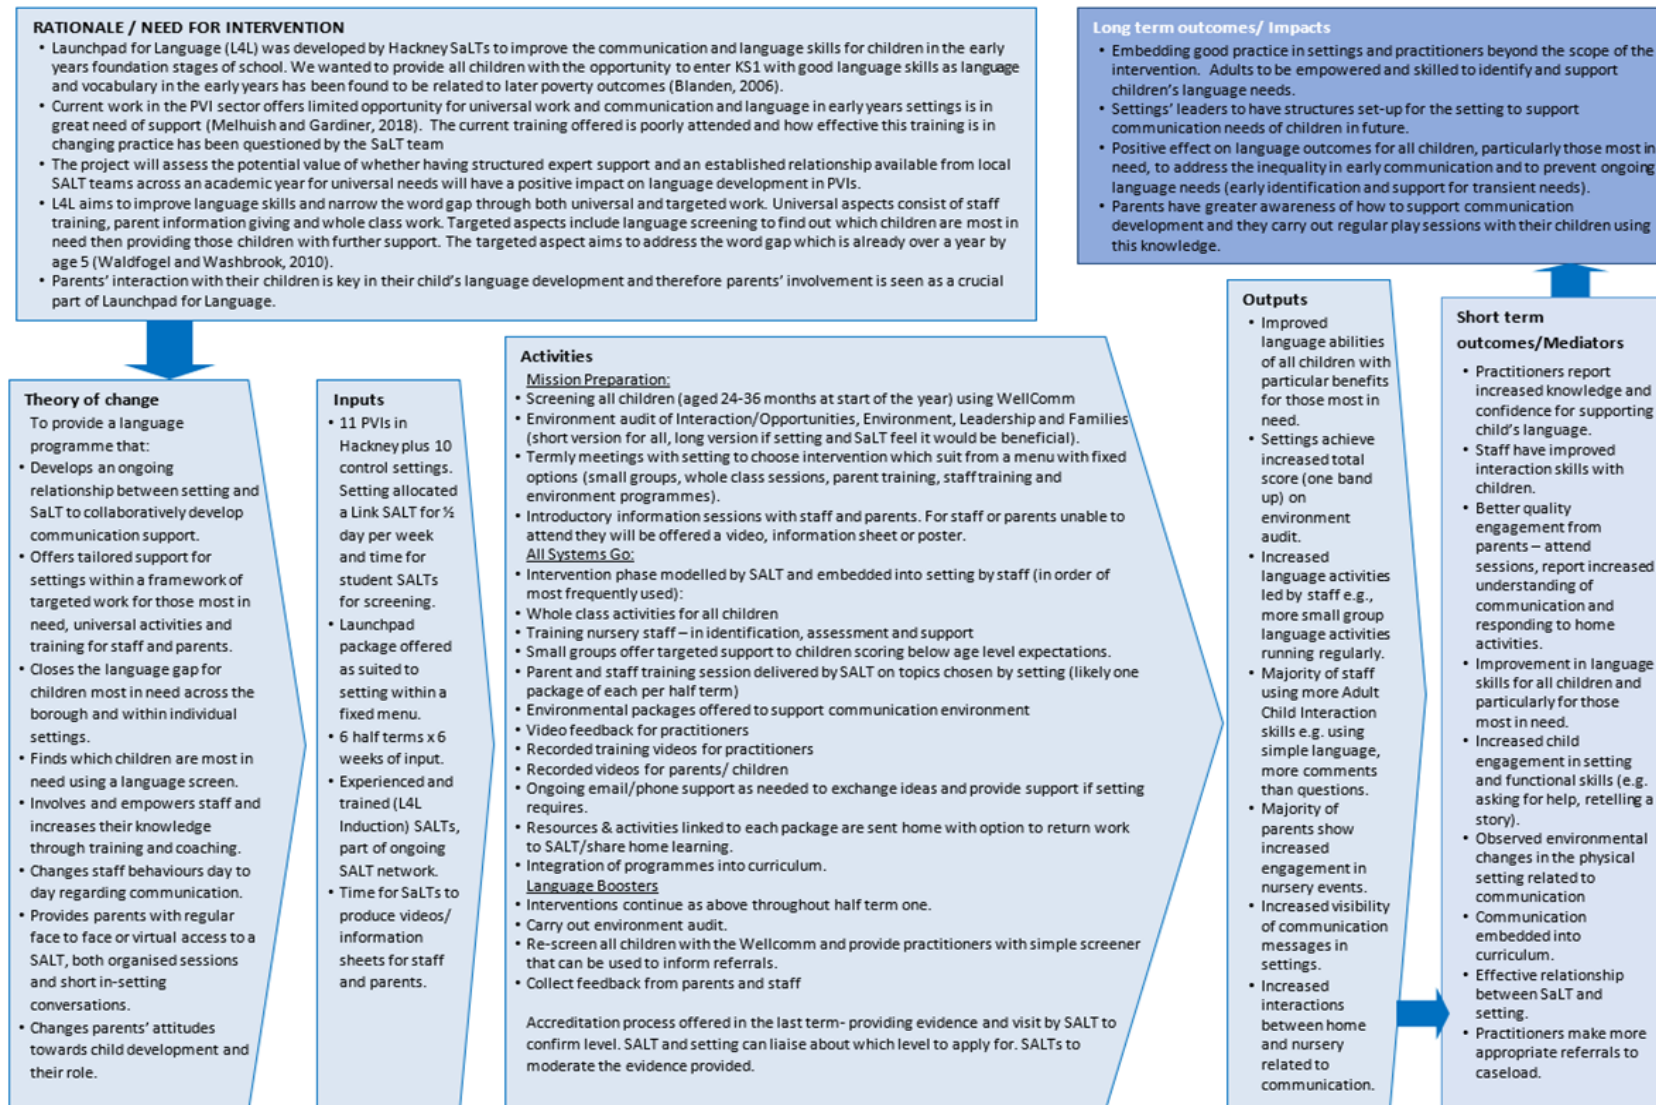 RATIONALE / NEED FOR INTERVENTION
• Launchpad for Language (L4L) was developed by Hackney SaLTs to improve the communication and language skills for children in the early
years foundation stages of school. We wanted to provide all children with the opportunity to enter KS1 with good language skills as language
and vocabulary in the early years has been found to be related to later poverty outcomes (Blanden, 2006).
• Current work in the PVI sector offers limited opportunity for universal work and communication and language in early years settings is in
great need of support (Melhuish and Gardiner, 2018). The current training offered is poorly attended and how effective this training is in
changing practice has been questioned by the SaLT team
• The project will assess the potential value of whether having structured expert support and an established relationship available from local
SALT teams across an academic year for universal needs will have a positive impact on language development in PVIs.
• L4L aims to improve language skills and narrow the word gap through both universal and targeted work. Universal aspects consist of staff
training, parent information giving and whole class work. Targeted aspects include language screening to find out which children are most in
need then providing those children with further support. The targeted aspect aims to address the word gap which is already over a year by
age 5 (Waldfogel and Washbrook, 2010).
• Parents' interaction with their children is key in their child's language development and therefore parents' involvement is seen as a crucial
part of Launchpad for Language.
Long term outcomes/ Impacts
• Embedding good practice in settings and practitioners beyond the scope of the
intervention. Adults to be empowered and skilled to identify and support
children's language needs.
• Settings' leaders to have structures set-up for the setting to support
communication needs of children in future.
• Positive effect on language outcomes for all children, particularly those most in
need, to address the inequality in early communication and to prevent ongoing
language needs (early identification and support for transient needs).
• Parents have greater awareness of how to support communication
development and they carry out regular play sessions with their children using
this knowledge.
Theory of change
To provide a language
programme that:
• Develops an ongoing
relationship between setting and
SaLT to collaboratively develop
communication support.
• Offers tailored support for
settings within a framework of
targeted work for those most in
need, universal activities and
training for staff and parents.
• Closes the language gap for
children most in need across the
borough and within individual
settings.
• Finds which children are most in
need using a language screen.
• Involves and empowers staff and
increases their knowledge
through training and coaching.
• Changes staff behaviours day to
day regarding communication.
• Provides parents with regular
face to face or virtual access to a
SALT, both organised sessions
and short in-setting
conversations.
• Changes parents' attitudes
towards child development and
their role.
Inputs
• 11 PVIs in
Hackney plus 10
control settings.
Setting allocated
a Link SALT for ½
day per week
and time for
student SALTs
for screening.
• Launchpad
package offered
as suited to
setting within a
fixed menu.
• 6 half terms x 6
weeks of input.
• Experienced and
trained (L4L
Induction) SALTs,
part of ongoing
SALT network.
• Time for SaLTs to
produce videos/
information
sheets for staff
and parents.
Activities
Mission Preparation:
• Screening all children (aged 24-36 months at start of the year) using WellComm
• Environment audit of Interaction/Opportunities, Environment, Leadership and Families
(short version for all, long version if setting and SaLT feel it would be beneficial).
• Termly meetings with setting to choose intervention which suit from a menu with fixed
options (small groups, whole class sessions, parent training, staff training and
environment programmes).
• Introductory information sessions with staff and parents. For staff or parents unable to
attend they will be offered a video, information sheet or poster.
All Systems Go:
• Intervention phase modelled by SALT and embedded into setting by staff (in order of
most frequently used):
• Whole class activities for all children
• Training nursery staff – in identification, assessment and support
• Small groups offer targeted support to children scoring below age level expectations.
• Parent and staff training session delivered by SALT on topics chosen by setting (likely one
package of each per half term)
• Environmental packages offered to support communication environment
• Video feedback for practitioners
• Recorded training videos for practitioners
• Recorded videos for parents/ children
• Ongoing email/phone support as needed to exchange ideas and provide support if setting
requires.
• Resources & activities linked to each package are sent home with option to return work
to SALT/share home learning.
• Integration of programmes into curriculum.
Language Boosters
• Interventions continue as above throughout half term one.
• Carry out environment audit.
• Re-screen all children with the Wellcomm and provide practitioners with simple screener
that can be used to inform referrals.
• Collect feedback from parents and staff
Accreditation process offered in the last term- providing evidence and visit by SALT to
confirm level. SALT and setting can liaise about which level to apply for. SALTs to
moderate the evidence provided.
Outputs
• Improved
language abilities
of all children with
particular benefits
for those most in
need.
• Settings achieve
increased total
score (one band
up) on
environment
audit.
• Increased
language activities
led by staff e.g.,
more small group
language activities
running regularly.
• Majority of staff
using more Adult
Child Interaction
skills e.g. using
simple language,
more comments
than questions.
• Majority of
parents show
increased
engagement in
nursery events.
• Increased visibility
of communication
messages in
settings.
• Increased
interactions
between home
and nursery
related to
communication.
Short term
outcomes/Mediators
• Practitioners report
increased knowledge and
confidence for supporting
child's language.
• Staff have improved
interaction skills with
children.
• Better quality
engagement from
parents – attend
sessions, report increased
understanding of
communication and
responding to home
activities.
• Improvement in language
skills for all children and
particularly for those
most in need.
• Increased child
engagement in setting
and functional skills (e.g.
asking for help, retelling a
story).
• Observed environmental
changes in the physical
setting related to
communication
• Communication
embedded into
curriculum.
• Effective relationship
between SaLT and
setting.
• Practitioners make more
appropriate referrals to
caseload.